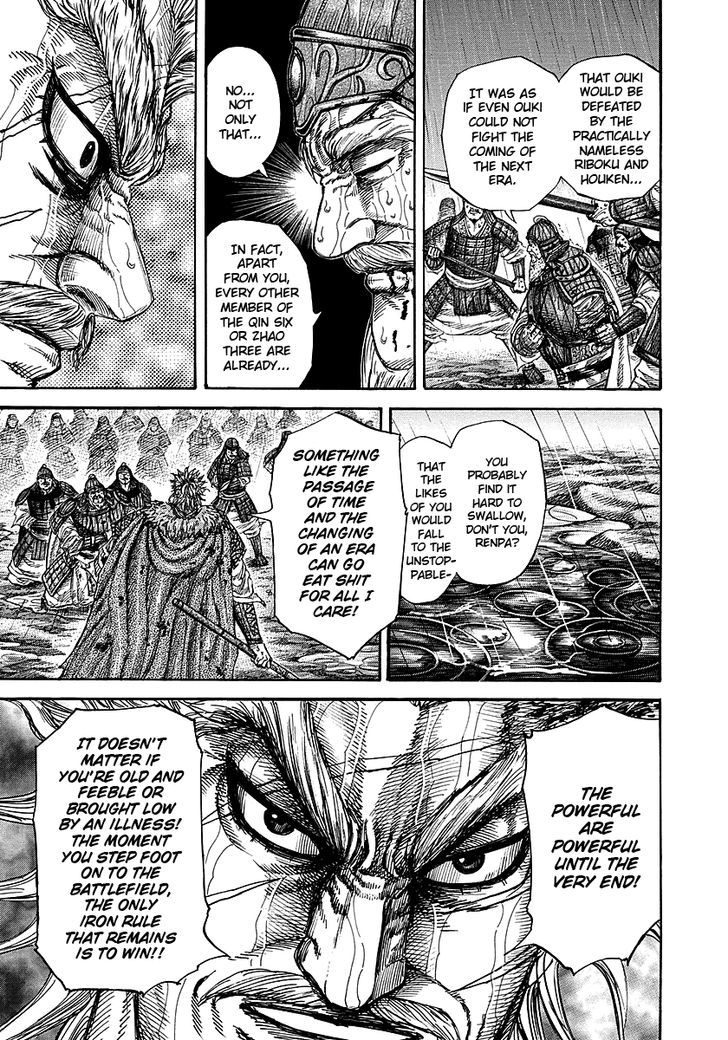 THAT OUKI
WOULD BE
DEFEATED
BY THE
PRACTICALLY
NAMELESS
RIBOKU AND
HOUKEN...
IT WAS AS
IF EVEN OUKI
COULD NOT
FIGHT THE
COMING OF
THE NEXT
ERA.
NO...
NOT
ONLY
THAT...
IN FACT,
APART
FROM YOU,
EVERY OTHER
MEMBER OF
THE QIN SIX
OR ZHAO
THREE ARE
ALREADY...
YOU
PROBABLY
FIND IT
HARD TO
SWALLOW,
DON'T YOU,
RENPA?
THAT
THE LIKES
OF YOU
WOULD
FALL
TO THE
UNSTOP-
PABLE-
SOMETHING
LIKE THE
PASSAGE
OF TIME
AND THE
CHANGING
OF AN ERA
CAN GO
EAT SHIT
FOR ALL I
CARE!
THE
POWERFUL
ARE
POWERFUL
UNTIL THE
VERY END!
IT DOESN'T
MATTER IF
YOU'RE OLD AND
FEEBLE OR
BROUGHT LOW
BY AN ILLNESS!
THE MOMENT
YOU STEP FOOT
ON TO THE
BATTLEFIELD,
THE ONLY
IRON RULE
THAT REMAINS
IS TO WIN!!